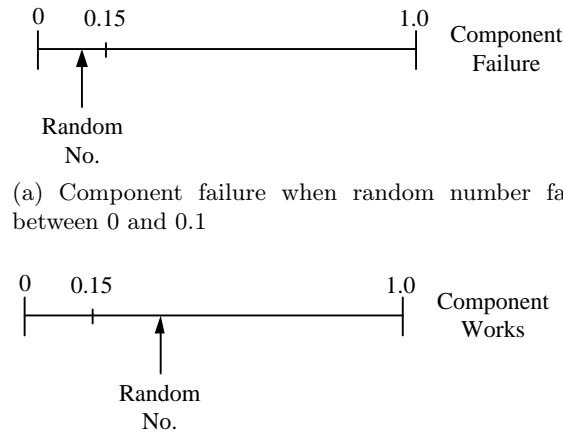 0 0.15 1.0
Component
Failure
Random
No.
(a) Component failure when random number fa
between 0 and 0.1
0 0.15 1.0
Component
Works
Random
No.